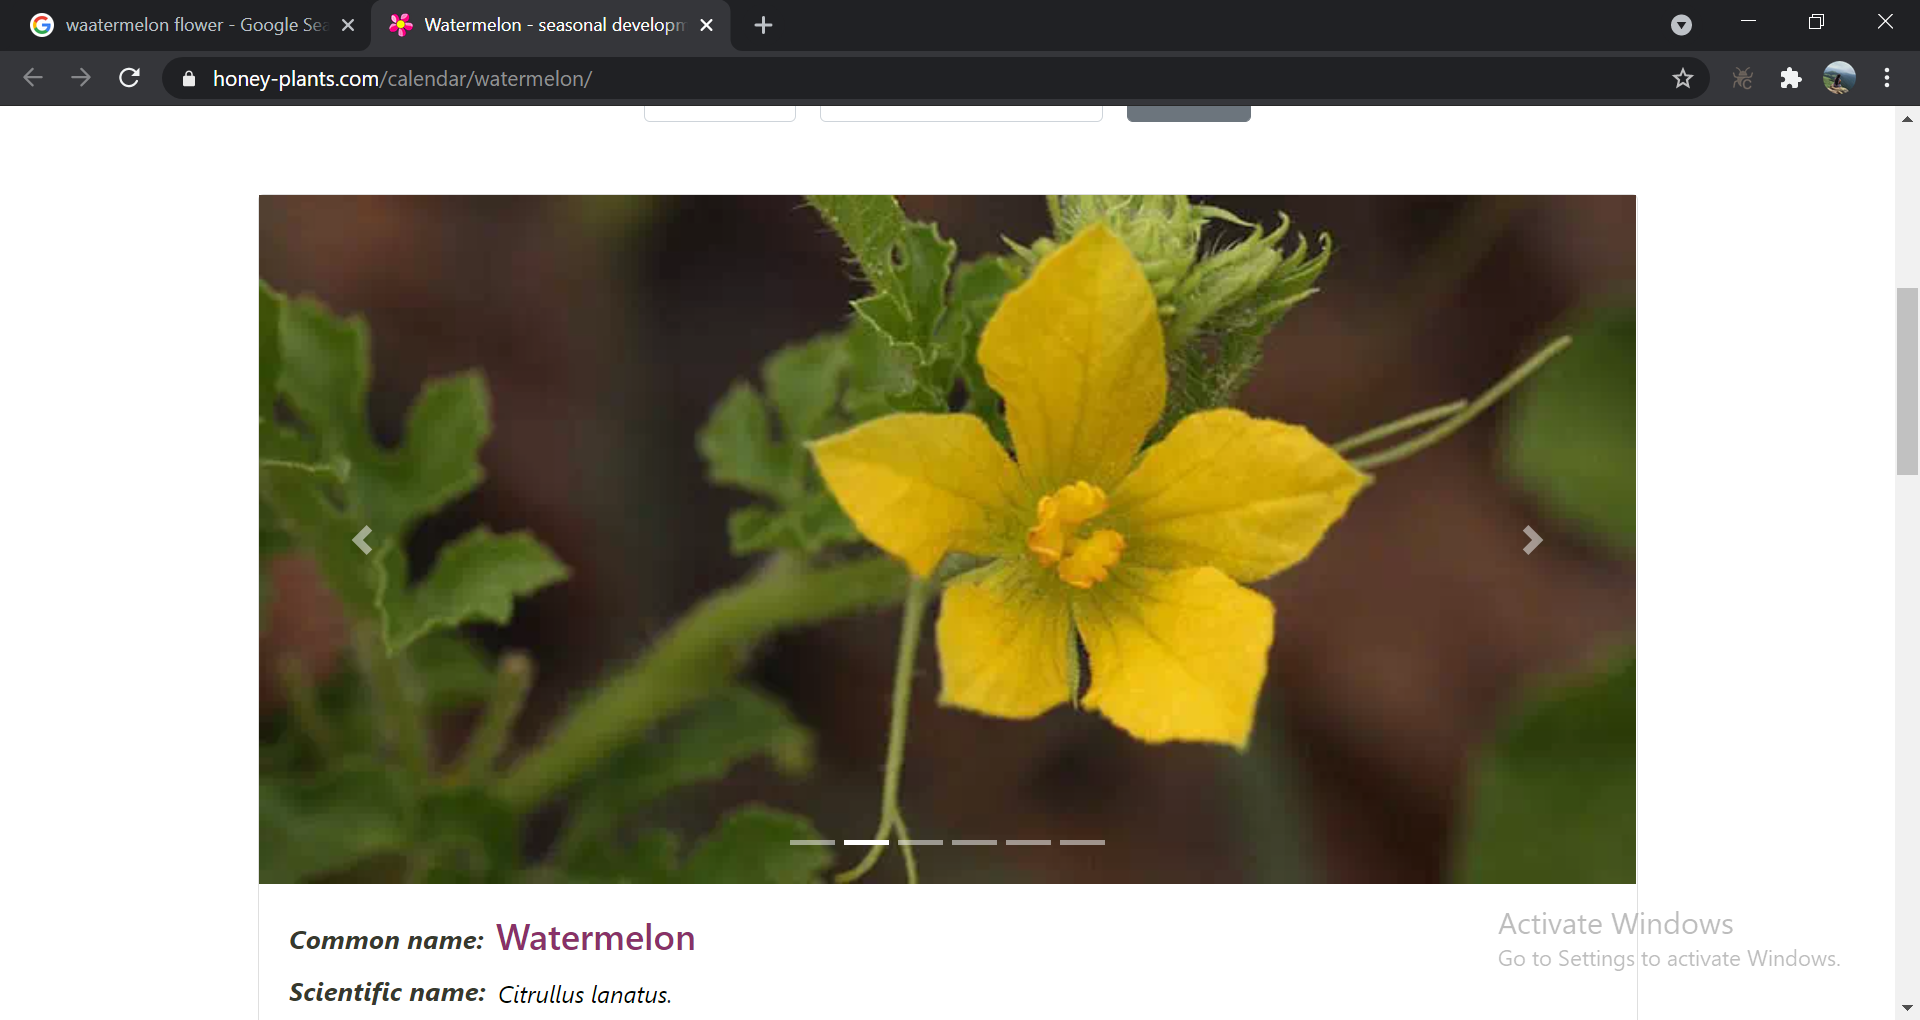 waatermelon flower - Google Sea
Watermelon - seasonal developm
honey-plants.com/calendar/watermelon/
Common name: Watermelon
Scientific name: Citrullus lanatus.
Activate Windows
Go to Settings to activate Windows.